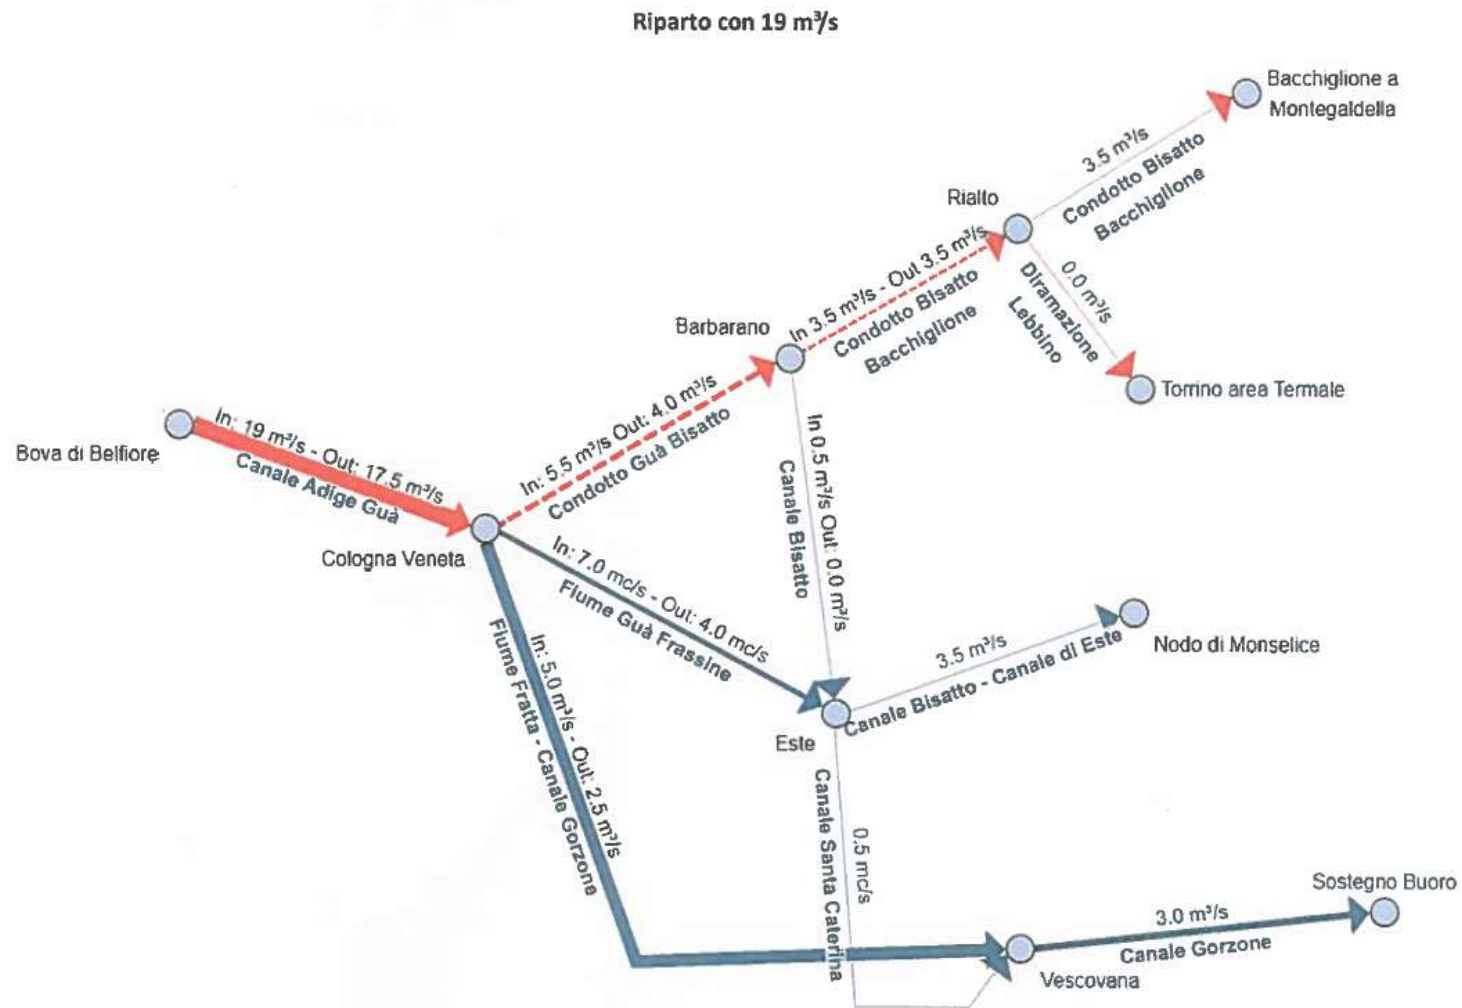 Riparto con 19 m³/s
Bacchiglione a
Montegaldella
3.5 m³/s
Condotto Bisatto
Bacchiglione
Rialto
0.0 m³/s
Diramazione
Lebbino
In 3.5 m³/s - Out 3.5 m³/s
Condotto Bisatto
Bacchiglione
Barbarano
Torrino area Termale
In: 5.5 m³/s Out: 4.0 m³/s
Condotto Guà Bisatto
Bova di Belfiore
In: 19 m³/s - Out: 17.5 m³/s
Canale Adige Guà
Cologna Veneta
In 0.5 m³/s Out: 0.0 m³/s
Canale Bisatto
In: 7.0 mc/s - Out: 4.0 mc/s
Fiume Guà Frassine
In: 5.0 m³/s - Out: 2.5 m³/s
Fiume Fratta - Canale Gorzone
3.5 m³/s
Canale Bisatto - Canale di Este
Nodo di Monselice
Este
0.5 mc/s
Canale Santa Caterina
Sostegno Buoro
3.0 m³/s
Canale Gorzone
Vescovana